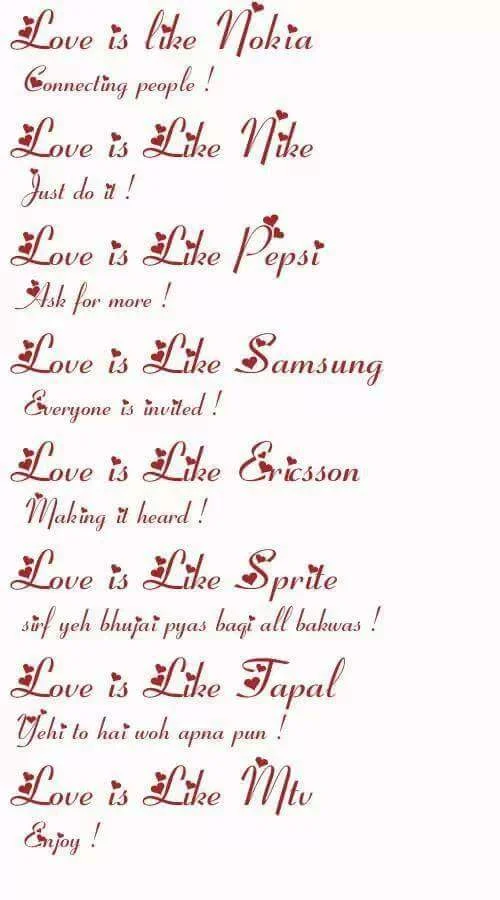 Love is like Nokia
Connecting people !
Love is Like Nike
Just do it !
Love is Like Pepsi
Ask for more !
Love is Like Samsung
Everyone is invited !
Love is Like Ericsson
Making it heard !
Love is Like Sprite
sirf yeh bhujai pyas baqi all bakwas !
Love is Like Tapal
Yehi to hai woh apna pun !
Love is Like Mtv
Enjoy !